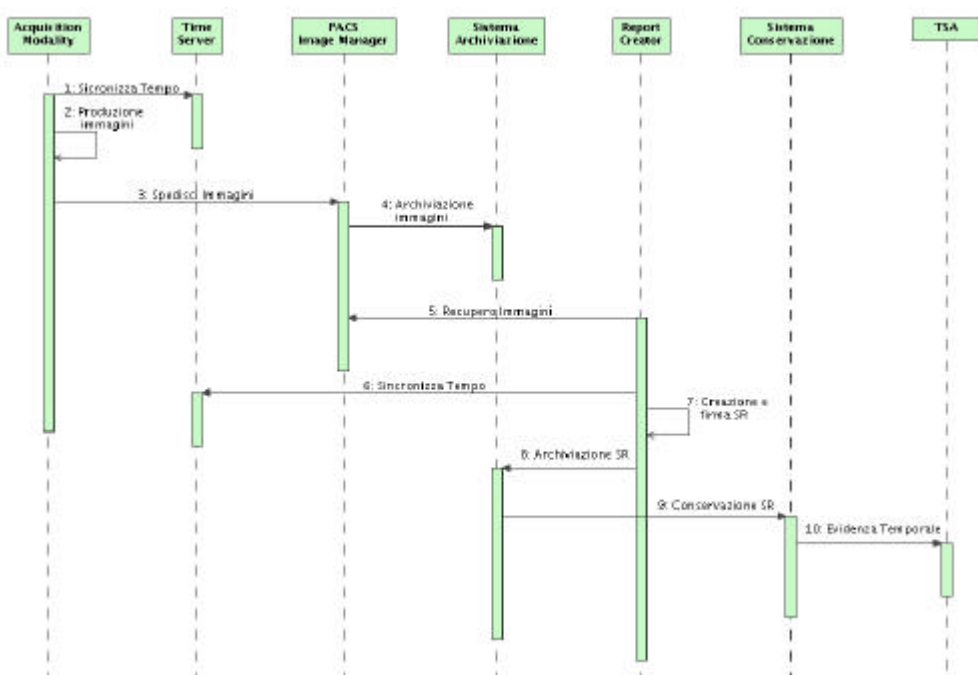 Acquisition
Modality
Time
Server
PACS
Image Manager
Sistema
Archiviazione
Report
Creator
Sistema
Conservazione
TSA
1: Sicronizza Tempo
2: Produzione
immagini
3: Spedisci Immagini
4: Archiviazione
immagini
5: Recupero Immagini
6: Sincronizza Tempo
7: Creazione e
firma SR
8: Archiviazione SR
9: Conservazione SR
10: Evidenza Temporale